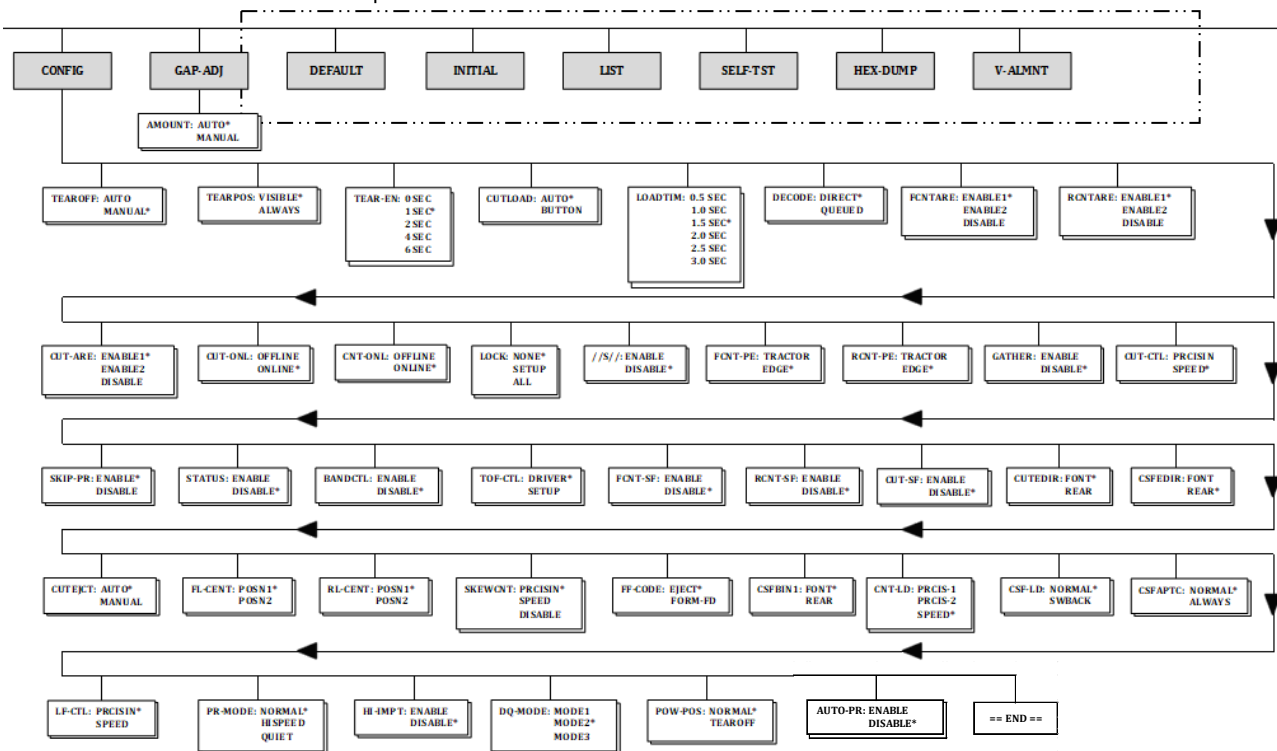 CONFIG
GAP-ADJ
DEFAULT
INITIAL
LIST
SELF-TST
HEX-DUMP
V-ALMNT
AMOUNT: AUTO*
MANUAL
TEAROFF: AUTO
MANUAL*
TEARPOS: VISIBLE*
ALWAYS
TEAR-EN: 0 SEC
1 SEC*
2 SEC
4 SEC
6 SEC
CUTLOAD: AUTO*
BUTTON
LOADTIM: 0.5 SEC
1.0 SEC
1.5 SEC*
2.0 SEC
2.5 SEC
3.0 SEC
DECODE: DIRECT*
QUEUED
FCNTARE: ENABLE1*
ENABLE2
DISABLE
RCNTARE: ENABLE1*
ENABLE2
DISABLE
CUT-ARE: ENABLE1*
ENABLE2
DISABLE
CUT-ONL: OFFLINE
ONLINE*
CNT-ONL: OFFLINE
ONLINE*
LOCK: NONE*
SETUP
ALL
//S//: ENABLE
DISABLE*
FCNT-PE: TRACTOR
EDGE*
RCNT-PE: TRACTOR
EDGE*
GATHER: ENABLE
DISABLE*
CUT-CTL: PRCISIN
SPEED*
SKIP-PR: ENABLE*
DISABLE
STATUS: ENABLE
DISABLE*
BANDCTL: ENABLE
DISABLE*
TOF-CTL: DRIVER*
SETUP
FCNT-SF: ENABLE
DISABLE*
RCNT-SF: ENABLE
DISABLE*
CUT-SF: ENABLE
DISABLE*
CUTEDIR: FONT*
REAR
CSFEDIR: FONT
REAR*
CUTEJCT: AUTO*
MANUAL
FL-CENT: POSN1*
POSN2
RL-CENT: POSN1*
POSN2
SKEWCNT: PRCISIN*
SPEED
DISABLE
FF-CODE: EJECT*
FORM-FD
CSFBIN1: FONT*
REAR
CNT-LD: PRCIS-1
PRCIS-2
SPEED*
CSF-LD: NORMAL*
SWBACK
CSFAPTC: NORMAL*
ALWAYS
LF-CTL: PRCISIN*
SPEED
PR-MODE: NORMAL*
HISPEED
QUIET
HI-IMPT: ENABLE
DISABLE*
DQ-MODE: MODE1
MODE2*
MODE3
POW-POS: NORMAL*
TEAROFF
AUTO-PR: ENABLE
DISABLE*
== END ==